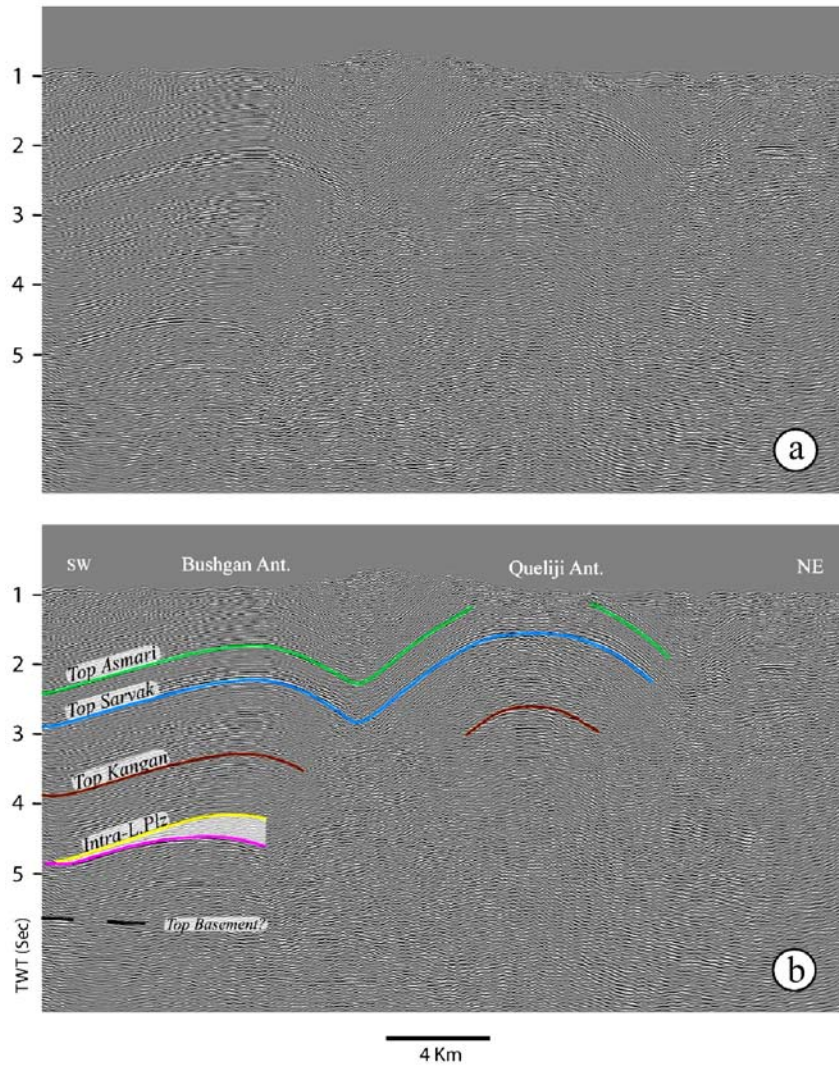 1
2
3
4
5
a
SW Bushgan Ant. Queliji Ant. NE
1
Top Asmari
2
Top Sarvak
3
Top Kangan
4
Intra-L.Plz
5
Top Basement?
TWT (Sec)
b
4 Km